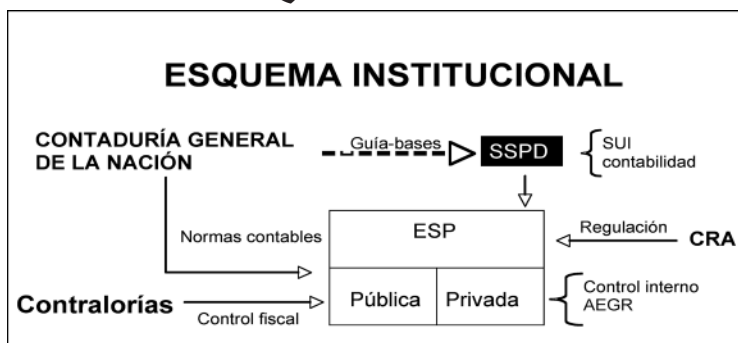 ESQUEMA INSTITUCIONAL
CONTADURÍA GENERAL
DE LA NACIÓN
Guía-bases
SSPD
SUI
contabilidad
Normas contables
ESP
Regulación
CRA
Contralorías
Control fiscal
Pública
Privada
Control interno
AEGR